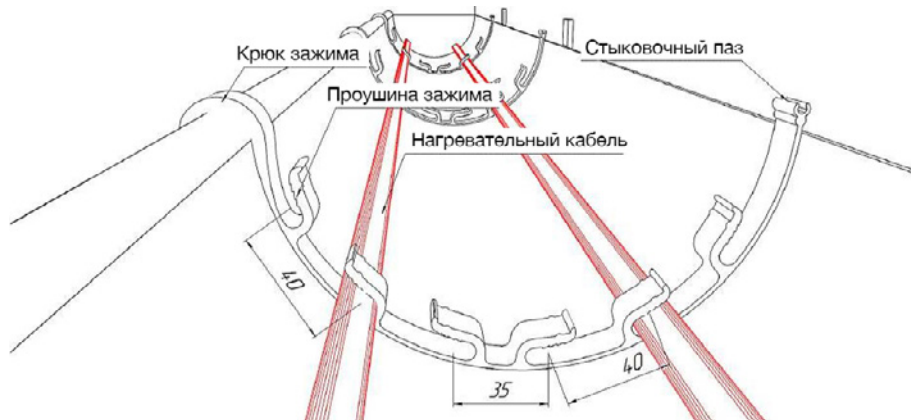 Крюк зажима
Стыковочный паз
Проушина зажима
Нагревательный кабель
40
35
40